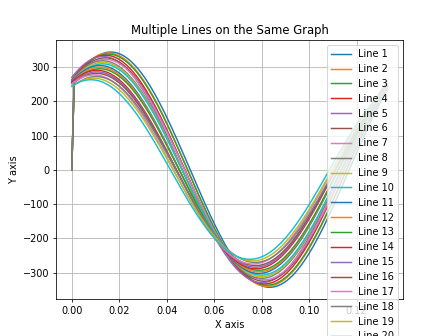 Multiple Lines on the Same Graph
Y axis
300
200
100
0
−100
−200
−300
0.00
0.02
0.04
0.06
0.08
0.10
X axis
Line 1
Line 2
Line 3
Line 4
Line 5
Line 6
Line 7
Line 8
Line 9
Line 10
Line 11
Line 12
Line 13
Line 14
Line 15
Line 16
Line 17
Line 18
Line 19
Line 20